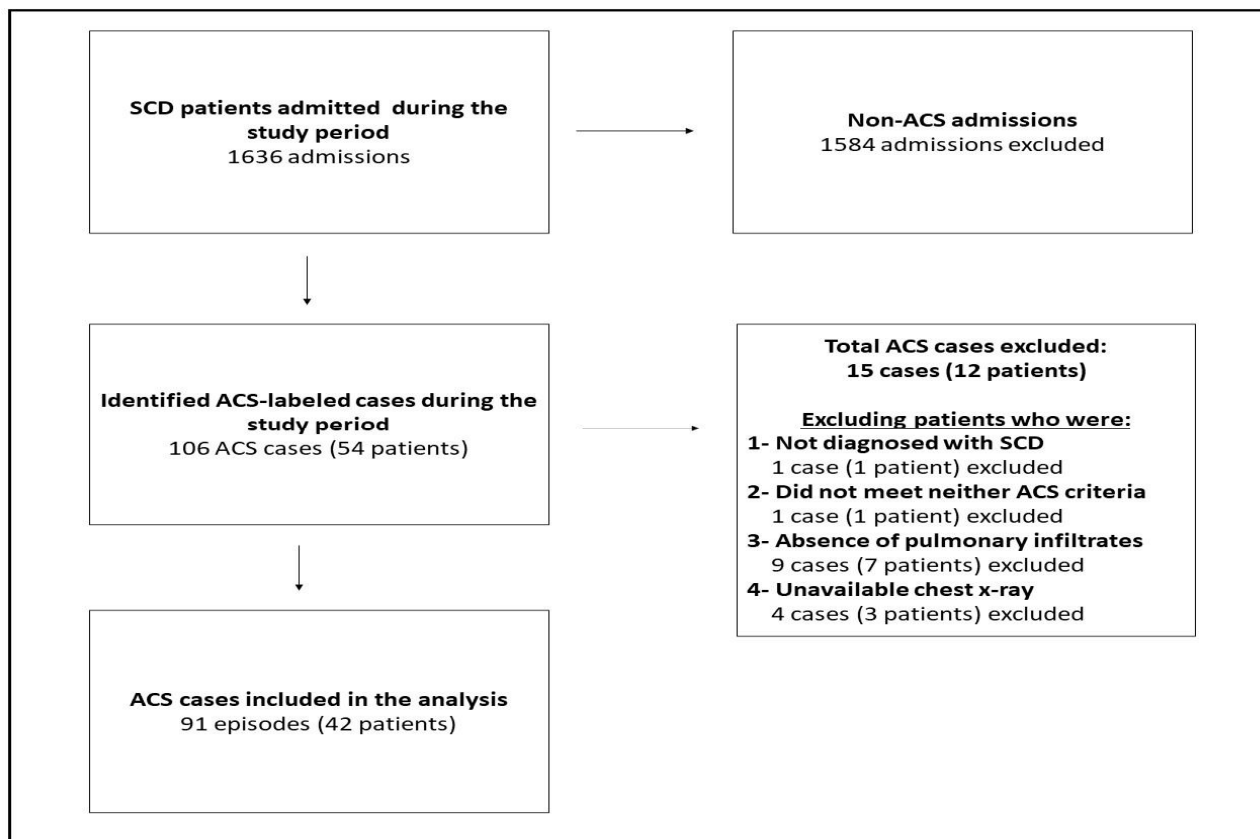 SCD patients admitted during the
study period
1636 admissions
Non-ACS admissions
1584 admissions excluded
Identified ACS-labeled cases during the
study period
106 ACS cases (54 patients)
Total ACS cases excluded:
15 cases (12 patients)
Excluding patients who were:
1- Not diagnosed with SCD
1 case (1 patient) excluded
2- Did not meet neither ACS criteria
1 case (1 patient) excluded
3- Absence of pulmonary infiltrates
9 cases (7 patients) excluded
4- Unavailable chest x-ray
4 cases (3 patients) excluded
ACS cases included in the analysis
91 episodes (42 patients)